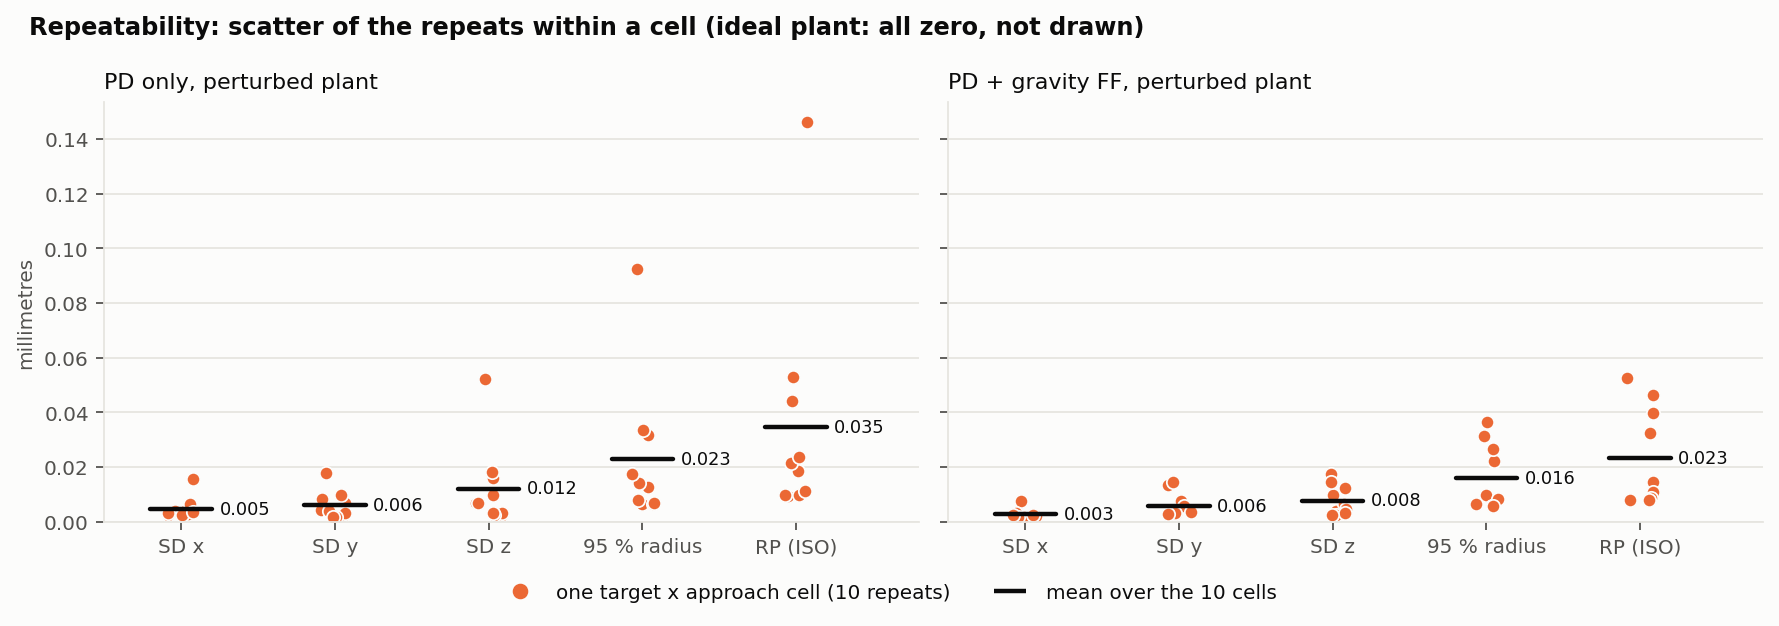 Repeatability: scatter of the repeats within a cell (ideal plant: all zero, not drawn)
PD only, perturbed plant
PD + gravity FF, perturbed plant
millimetres
0.14
0.12
0.10
0.08
0.06
0.04
0.02
0.00
0.005
0.006
0.012
0.023
0.035
0.003
0.006
0.008
0.016
0.023
SD x
SD y
SD z
95 % radius
RP (ISO)
SD x
SD y
SD z
95 % radius
RP (ISO)
one target x approach cell (10 repeats)
mean over the 10 cells